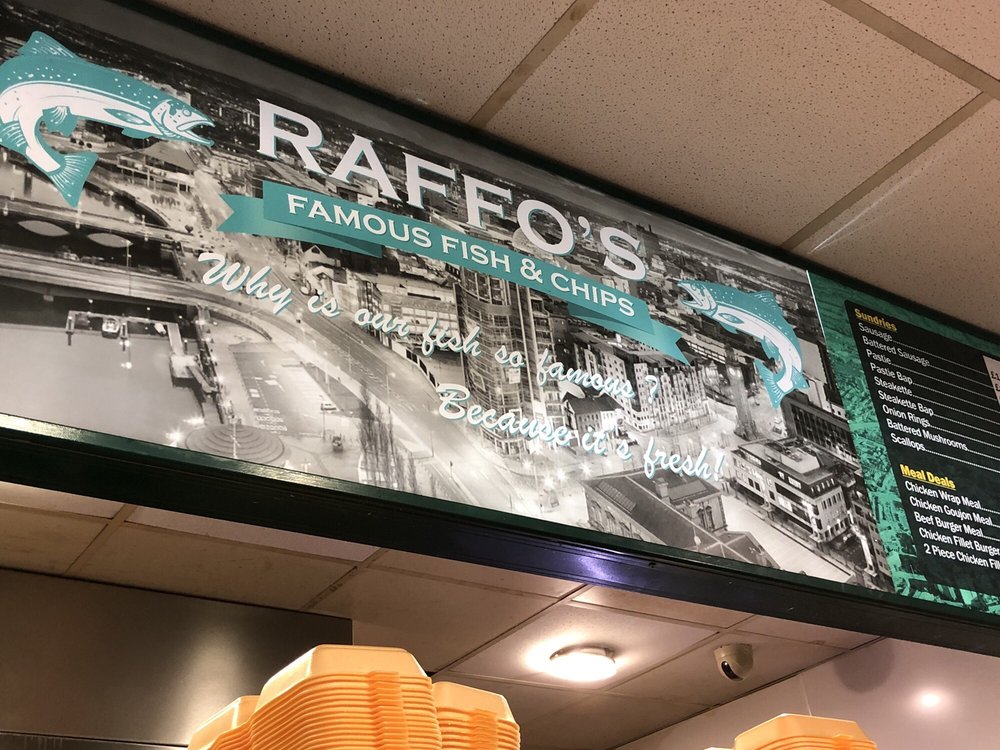 RAFFO'S
FAMOUS FISH & CHIPS
Why is our fish so famous ?
Because it's fresh!
Sundries
Sausage
Battered Sausage
Pastie
Pastie Bap
Steakette
Steakette Bap
Onion Rings
Battered Mushrooms
Scallops
Meal Deals
Chicken Wrap Meal
Chicken Goujon Meal
Beef Burger Meal
Chicken Fillet Burger
2 Piece Chicken